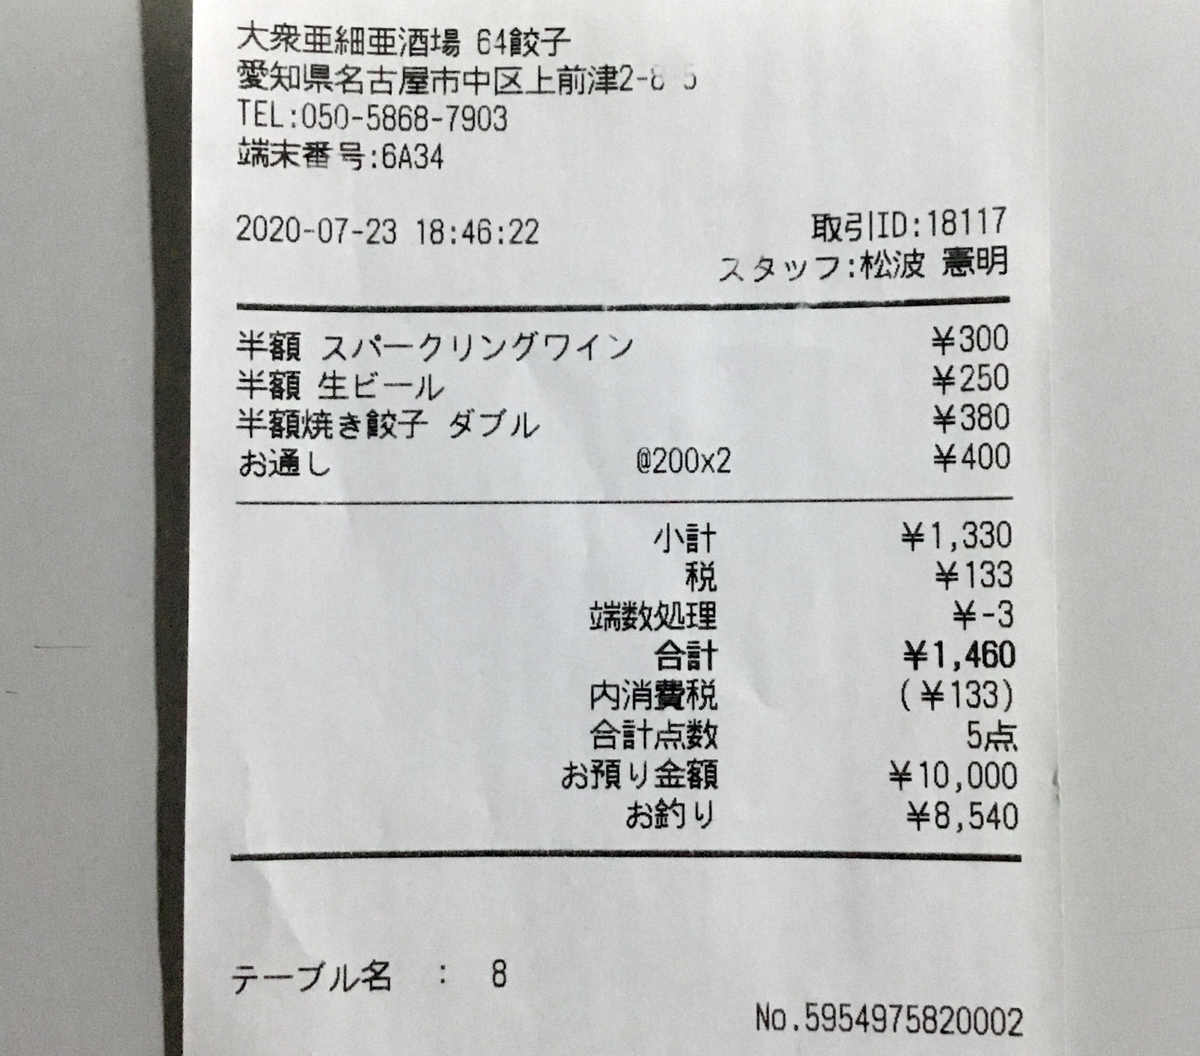 大衆亜細亜酒場 64餃子
愛知県名古屋市中区上前津2-8-5
TEL:050-5868-7903
端末番号:6A34
2020-07-23 18:46:22 取引ID:18117
スタッフ:松波 憲明
半額 スパークリングワイン ¥300
半額 生ビール ¥250
半額焼き餃子 ダブル ¥380
お通し @200x2 ¥400
小計 ¥1,330
税 ¥133
端数処理 ¥-3
合計 ¥1,460
内消費税 (¥133)
合計点数 5点
お預り金額 ¥10,000
お釣り ¥8,540
テーブル名 : 8
No.5954975820002